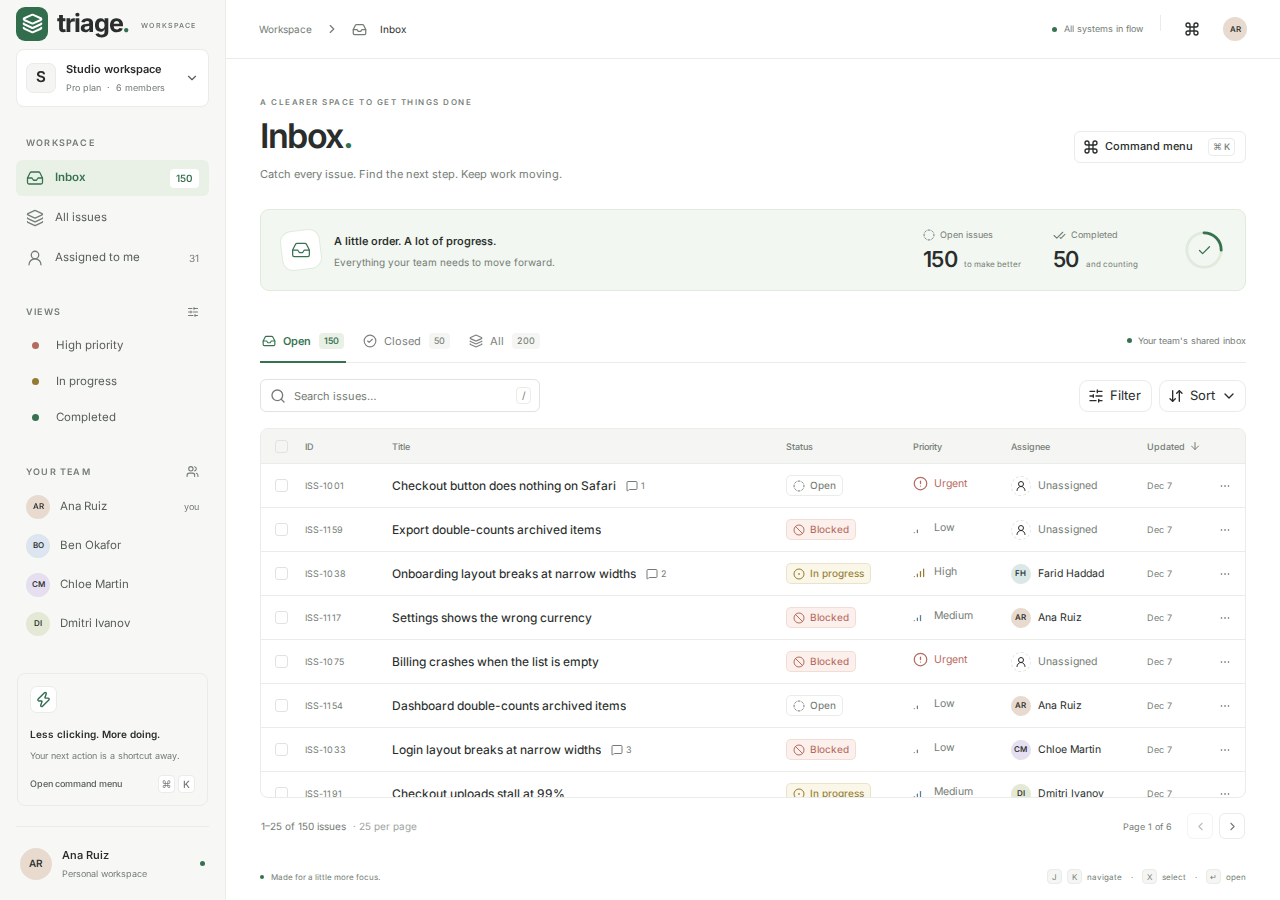 triage. WORKSPACE
S
Studio workspace
Pro plan · 6 members
WORKSPACE
Inbox 150
All issues
Assigned to me 31
VIEWS
High priority
In progress
Completed
YOUR TEAM
AR Ana Ruiz you
BO Ben Okafor
CM Chloe Martin
DI Dmitri Ivanov
Less clicking. More doing.
Your next action is a shortcut away.
Open command menu ⌘ K
AR
Ana Ruiz
Personal workspace
Workspace > Inbox
All systems in flow
⌘
AR
A CLEARER SPACE TO GET THINGS DONE
Inbox.
Catch every issue. Find the next step. Keep work moving.
⌘ Command menu ⌘ K
A little order. A lot of progress.
Everything your team needs to move forward.
Open issues
150 to make better
Completed
50 and counting
Open 150 Closed 50 All 200
Your team's shared inbox
Search issues... /
Filter Sort
ID Title Status Priority Assignee Updated ↓
ISS-1001 Checkout button does nothing on Safari 1 Open Urgent Unassigned Dec 7 ...
ISS-1159 Export double-counts archived items Blocked Low Unassigned Dec 7 ...
ISS-1038 Onboarding layout breaks at narrow widths 2 In progress High FH Farid Haddad Dec 7 ...
ISS-1117 Settings shows the wrong currency Blocked Medium AR Ana Ruiz Dec 7 ...
ISS-1075 Billing crashes when the list is empty Blocked Urgent Unassigned Dec 7 ...
ISS-1154 Dashboard double-counts archived items Open Low AR Ana Ruiz Dec 7 ...
ISS-1033 Login layout breaks at narrow widths 3 Blocked Low CM Chloe Martin Dec 7 ...
ISS-1191 Checkout uploads stall at 99% In progress Medium DI Dmitri Ivanov Dec 7 ...
1–25 of 150 issues · 25 per page
Page 1 of 6 < >
Made for a little more focus.
J K navigate · X select · ↵ open